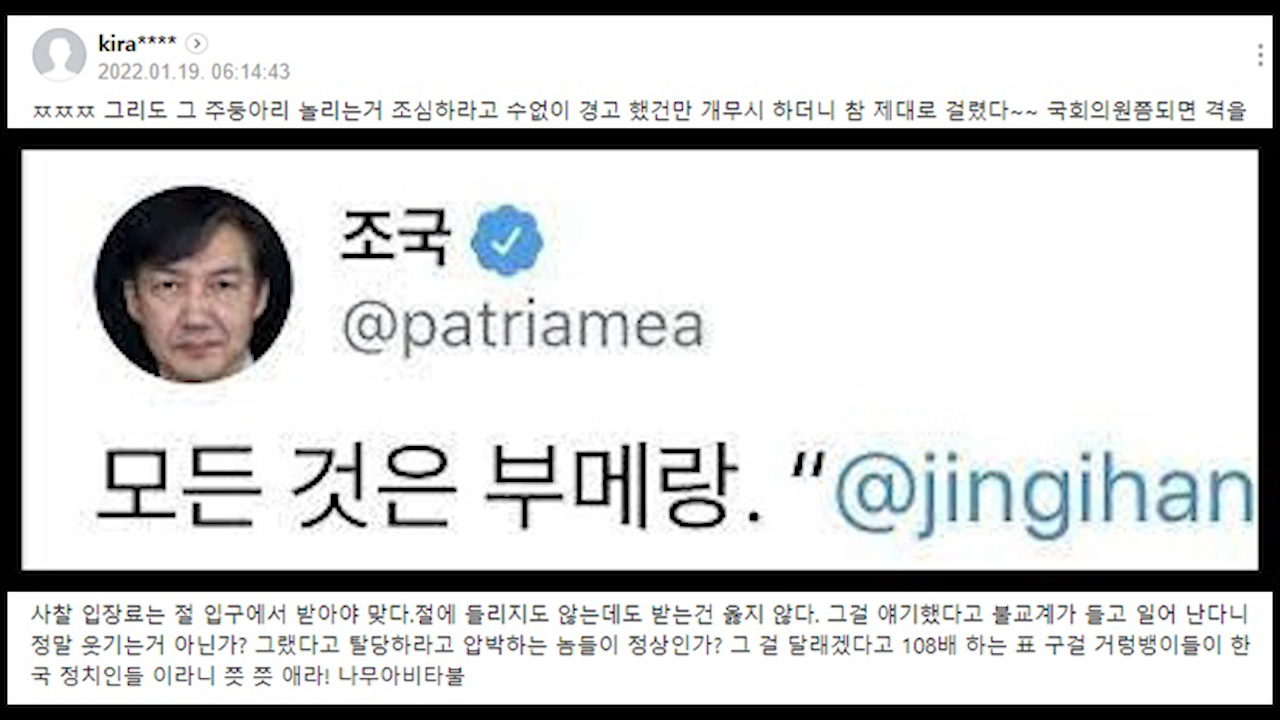 kira****
2022.01.19. 06:14:43
ㅉㅉㅉ 그리도 그 주둥아리 놀리는거 조심하라고 수없이 경고 했건만 개무시 하더니 참 제대로 걸렸다~~ 국회의원쯤되면 격을
조국
@patriamea
모든 것은 부메랑. “@jingihan
사찰 입장료는 절 입구에서 받아야 맞다.절에 들리지도 않는데도 받는건 옳지 않다. 그걸 얘기했다고 불교계가 들고 일어 난다니
정말 웃기는거 아닌가? 그랬다고 탈당하라고 압박하는 놈들이 정상인가? 그 걸 달래겠다고 108배 하는 표 구걸 거렁뱅이들이 한
국 정치인들 이라니 쯧 쯧 애라! 나무아비타불